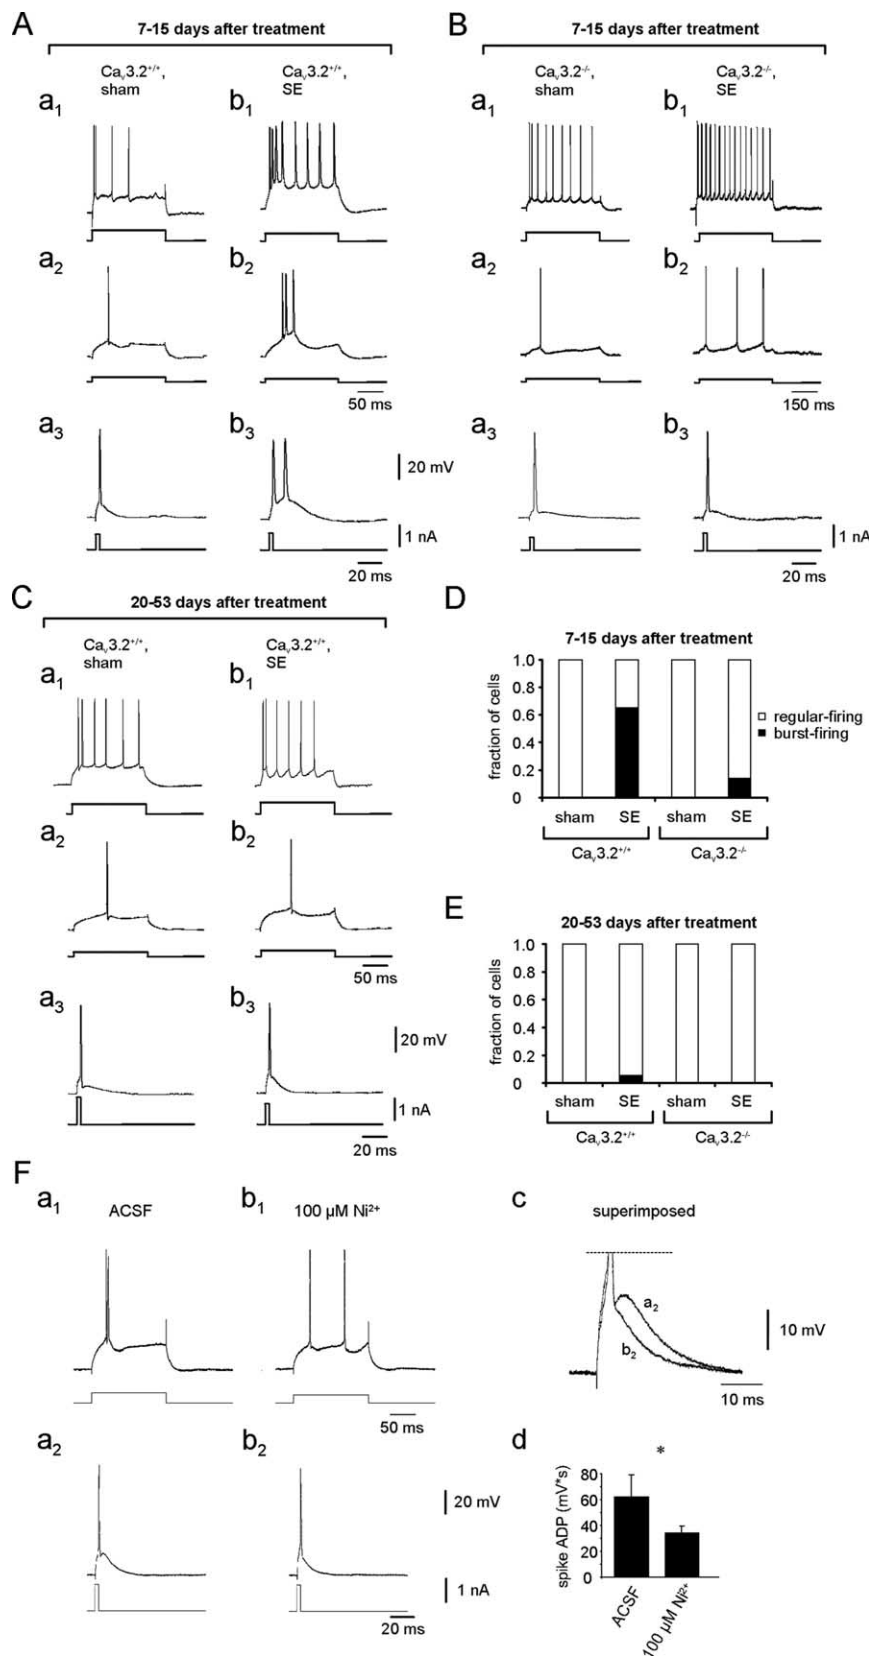 A
7-15 days after treatment
Caᵥ3.2⁺/⁺, sham
Caᵥ3.2⁺/⁺, SE
a₁
b₁
a₂
b₂
50 ms
a₃
b₃
20 mV
1 nA
20 ms
B
7-15 days after treatment
Caᵥ3.2⁻/⁻, sham
Caᵥ3.2⁻/⁻, SE
a₁
b₁
a₂
b₂
150 ms
a₃
b₃
1 nA
20 ms
C
20-53 days after treatment
Caᵥ3.2⁺/⁺, sham
Caᵥ3.2⁺/⁺, SE
a₁
b₁
a₂
b₂
50 ms
a₃
b₃
20 mV
1 nA
20 ms
D
7-15 days after treatment
fraction of cells
1.0
0.8
0.6
0.4
0.2
0
regular-firing
burst-firing
sham SE sham SE
Caᵥ3.2⁺/⁺ Caᵥ3.2⁻/⁻
E
20-53 days after treatment
fraction of cells
1.0
0.8
0.6
0.4
0.2
0
sham SE sham SE
Caᵥ3.2⁺/⁺ Caᵥ3.2⁻/⁻
F
a₁ ACSF
b₁ 100 µM Ni²⁺
50 ms
a₂
b₂
20 mV
1 nA
20 ms
c
superimposed
a₂
b₂
10 mV
10 ms
d
*
spike ADP (mV*s)
80
60
40
20
0
ACSF
100 µM Ni²⁺